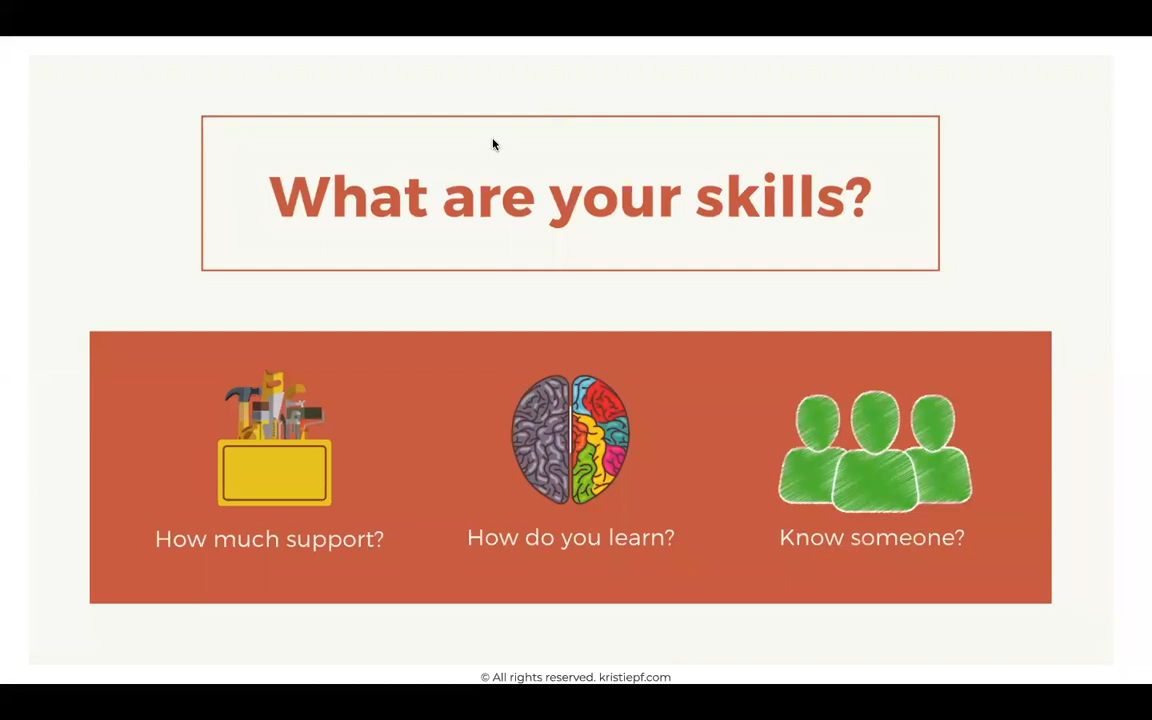 What are your skills?
How much support?
How do you learn?
Know someone?
© All rights reserved. kristiepf.com